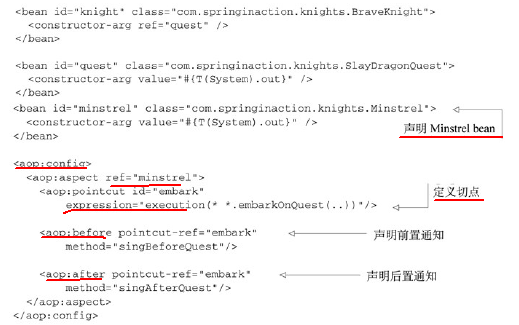 <bean id="knight" class="com.springinaction.knights.BraveKnight">
<constructor-arg ref="quest" />
</bean>
<bean id="quest" class="com.springinaction.knights.SlayDragonQuest">
<constructor-arg value="#{T(System).out}" />
</bean>
<bean id="minstrel" class="com.springinaction.knights.Minstrel">
<constructor-arg value="#{T(System).out}" />
声明 Minstrel bean
</bean>
<aop:config>
<aop:aspect ref="minstrel">
<aop:pointcut id="embark"
定义切点
expression="execution(* *.embarkOnQuest(..))"/>
<aop:before pointcut-ref="embark"
声明前置通知
method="singBeforeQuest"/>
<aop:after pointcut-ref="embark"
声明后置通知
method="singAfterQuest"/>
</aop:aspect>
</aop:config>